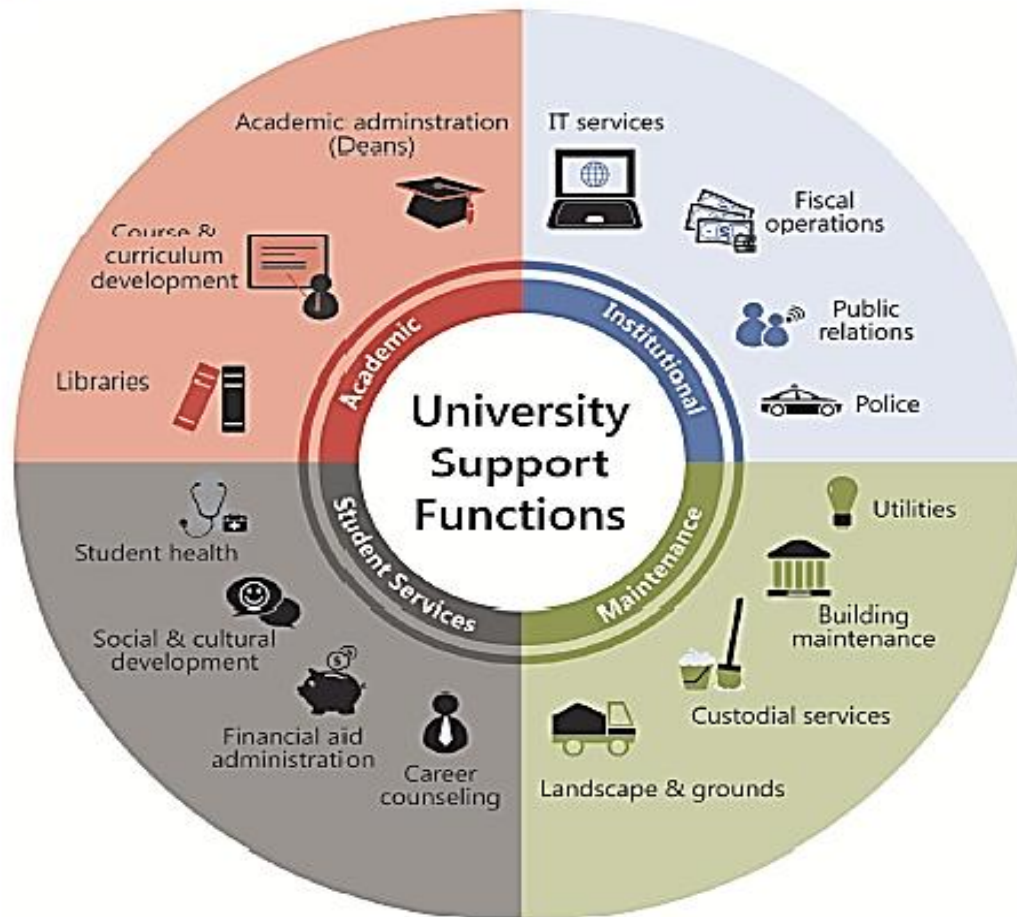 Academic adminstration
(Deans)
Course &
curriculum
development
Libraries
IT services
Fiscal
operations
Public
relations
Police
Academic
Institutional
University
Support
Functions
Student Services
Maintenance
Student health
Social & cultural
development
Financial aid
administration
Career
counseling
Utilities
Building
maintenance
Custodial services
Landscape & grounds